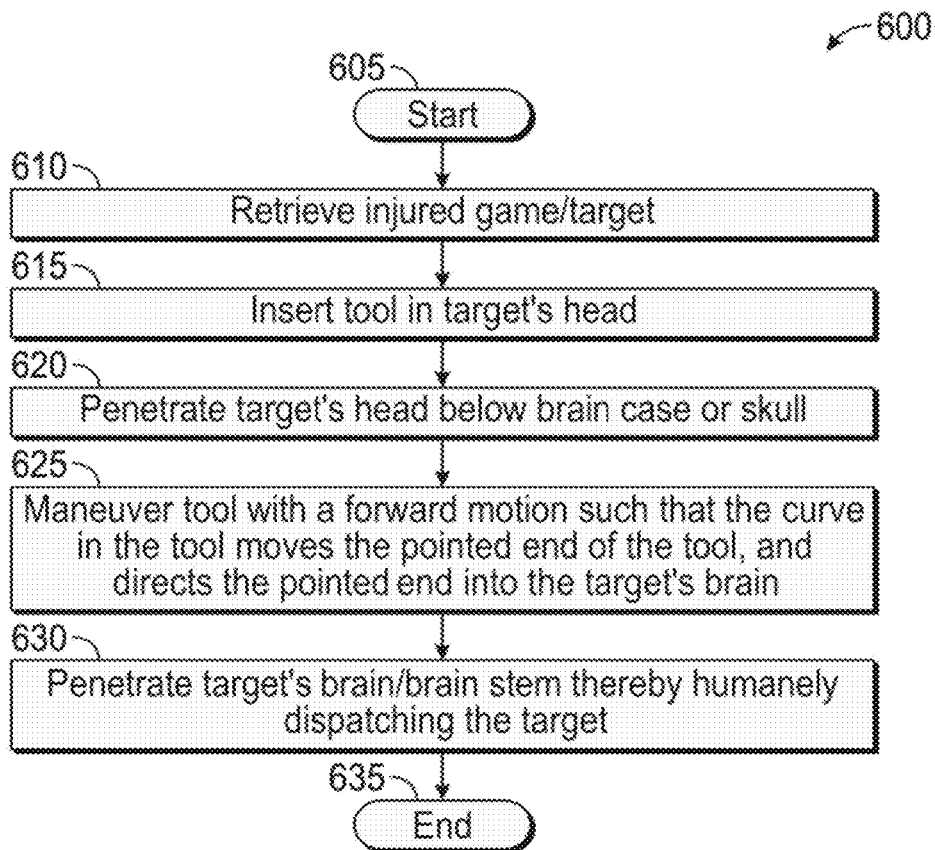 600
605
Start
610
Retrieve injured game/target
615
Insert tool in target's head
620
Penetrate target's head below brain case or skull
625
Maneuver tool with a forward motion such that the curve
in the tool moves the pointed end of the tool, and
directs the pointed end into the target's brain
630
Penetrate target's brain/brain stem thereby humanely
dispatching the target
635
End